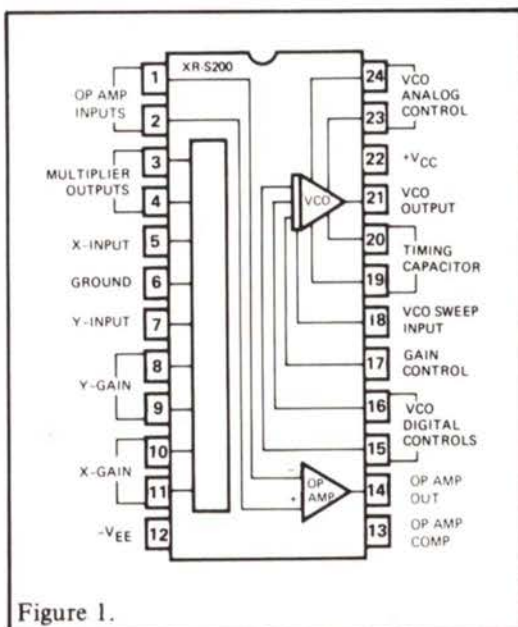 XR-S200
1
OP AMP
INPUTS
2
3
MULTIPLIER
OUTPUTS
4
X-INPUT
5
GROUND
6
Y-INPUT
7
8
Y-GAIN
9
10
X-GAIN
11
-VEE
12
24
VCO
ANALOG
CONTROL
23
22
+VCC
21
VCO
OUTPUT
VCO
20
TIMING
CAPACITOR
19
18
VCO SWEEP
INPUT
17
GAIN
CONTROL
16
VCO
DIGITAL
CONTROLS
15
-
+
OP
AMP
14
OP AMP
OUT
13
OP AMP
COMP
Figure 1.